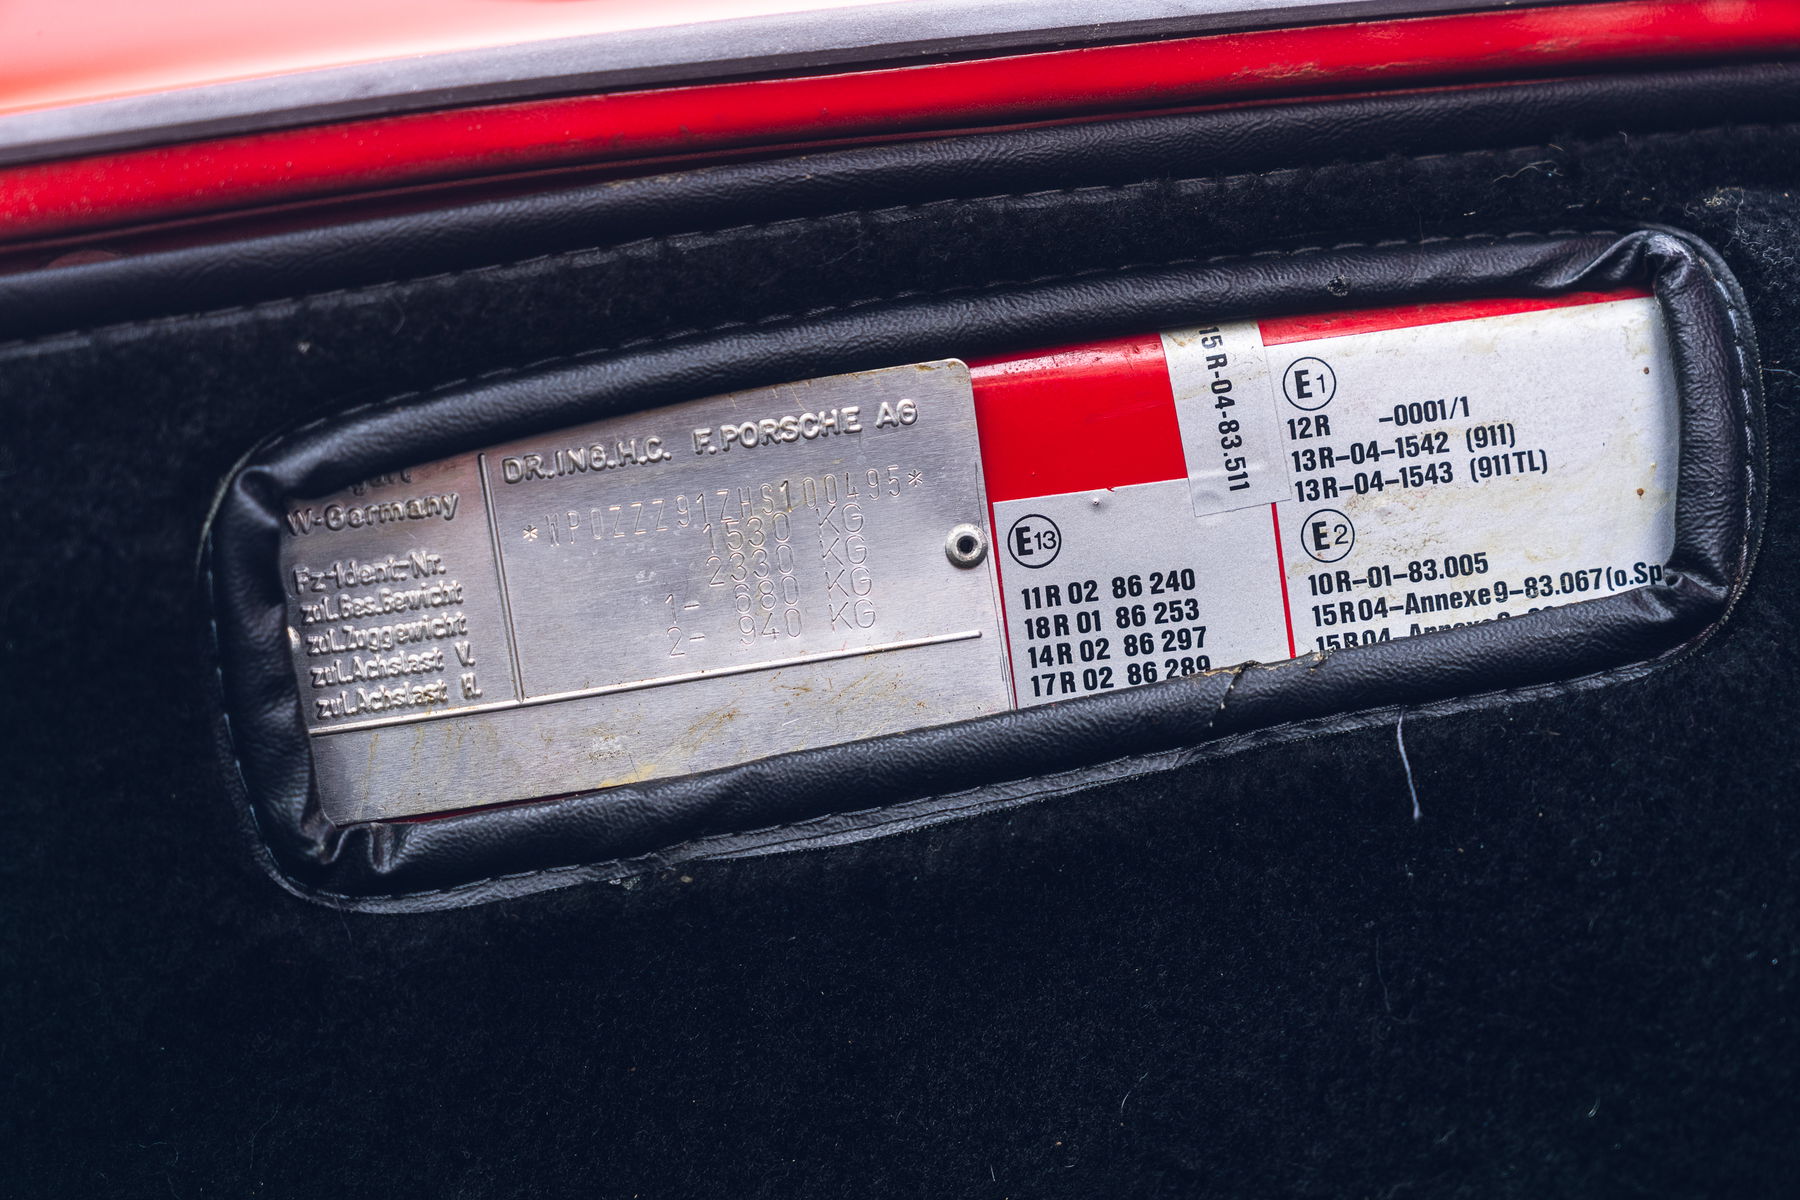 W-Germany
DR.ING.H.C. F.PORSCHE AG
Fz-Ident-Nr. *WP0ZZZ91ZHS100495*
zul.Ges.Gewicht 1530 KG
zul.Zuggewicht 2330 KG
zul.Achslast V. 1- 680 KG
zul.Achslast H. 2- 940 KG
E13
11R 02 86 240
18R 01 86 253
14R 02 86 297
17R 02 86 289
15R-04-83.511
E1
12R -0001/1
13R-04-1542 (911)
13R-04-1543 (911TL)
E2
10R-01-83.005
15R04-Annexe9-83.067(o.Sp
15R04-Annexe